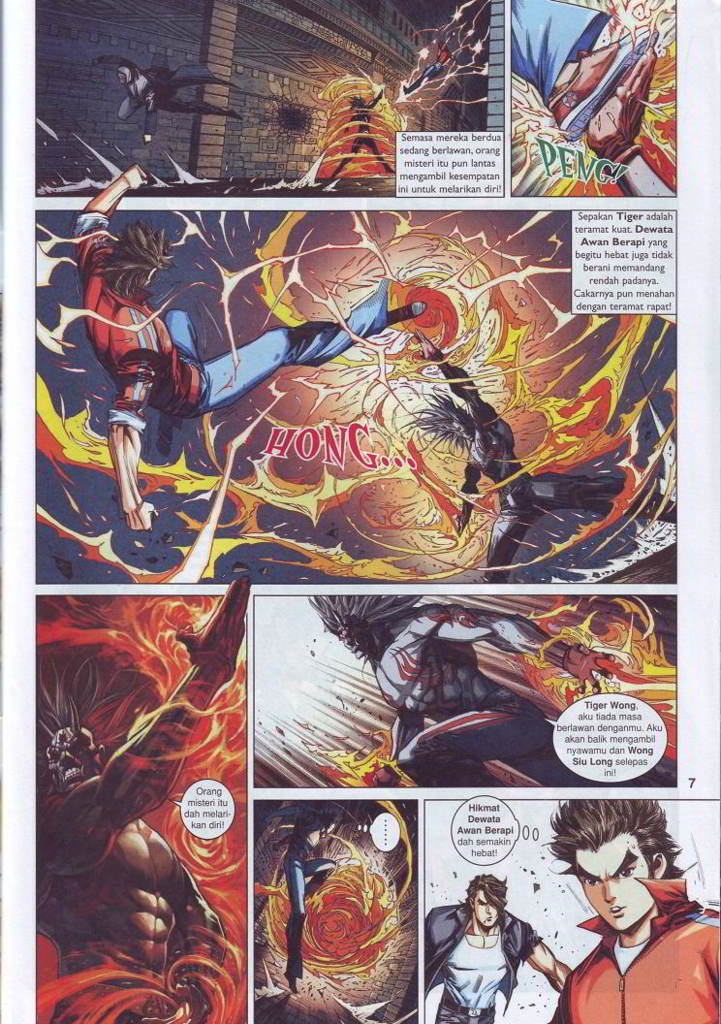 Semasa mereka berdua
sedang berlawan, orang
misteri itu pun lantas
mengambil kesempatan
ini untuk melarikan diri!
PENG!
Sepakan Tiger adalah
teramat kuat. Dewata
Awan Berapi yang
begitu hebat juga tidak
berani memandang
rendah padanya.
Cakarnya pun menahan
dengan teramat rapat!
HONG...
Orang
misteri itu
dah melari-
kan diri!
Tiger Wong,
aku tiada masa
berlawan denganmu. Aku
akan balik mengambil
nyawamu dan Wong
Siu Long selepas
ini!
7
......
Hikmat
Dewata
Awan Berapi
dah semakin
hebat!